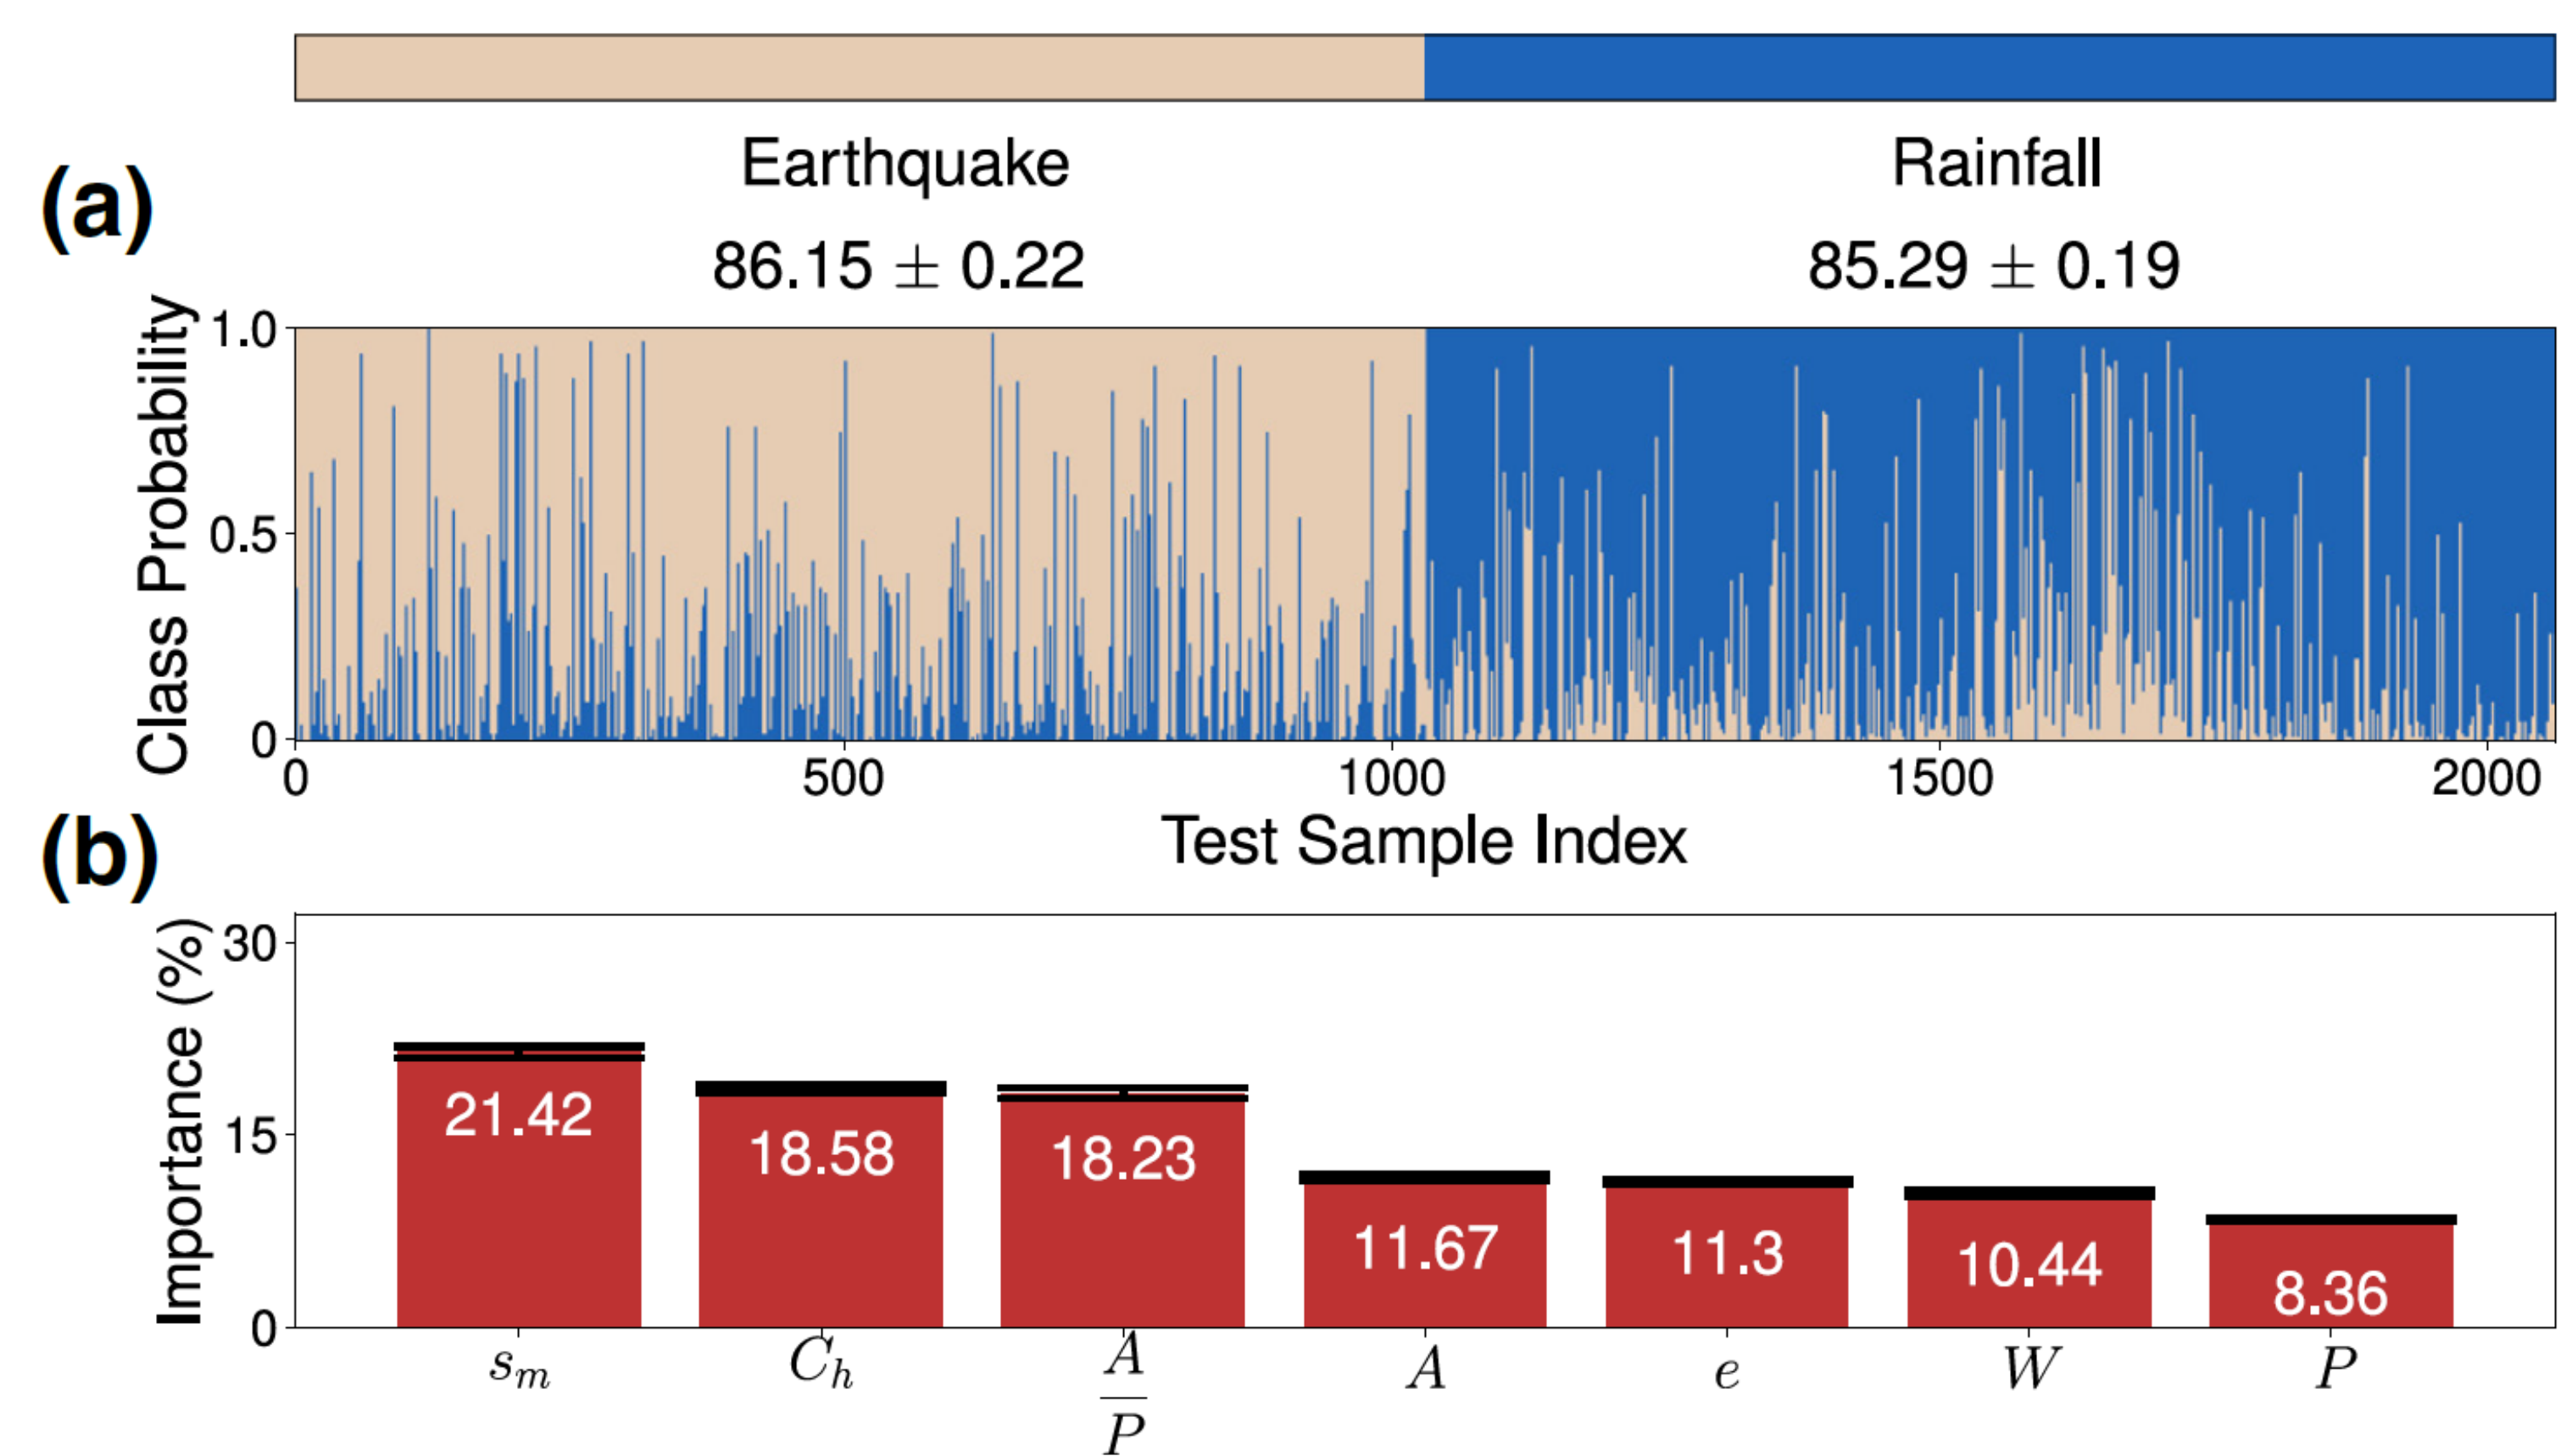 Earthquake Rainfall
(a)
86.15 ± 0.22 85.29 ± 0.19
Class Probability
1.0
0.5
0
0 500 1000 1500 2000
Test Sample Index
(b)
Importance (%)
30
15
0
21.42 18.58 18.23 11.67 11.3 10.44 8.36
s_m C_h A/P A e W P